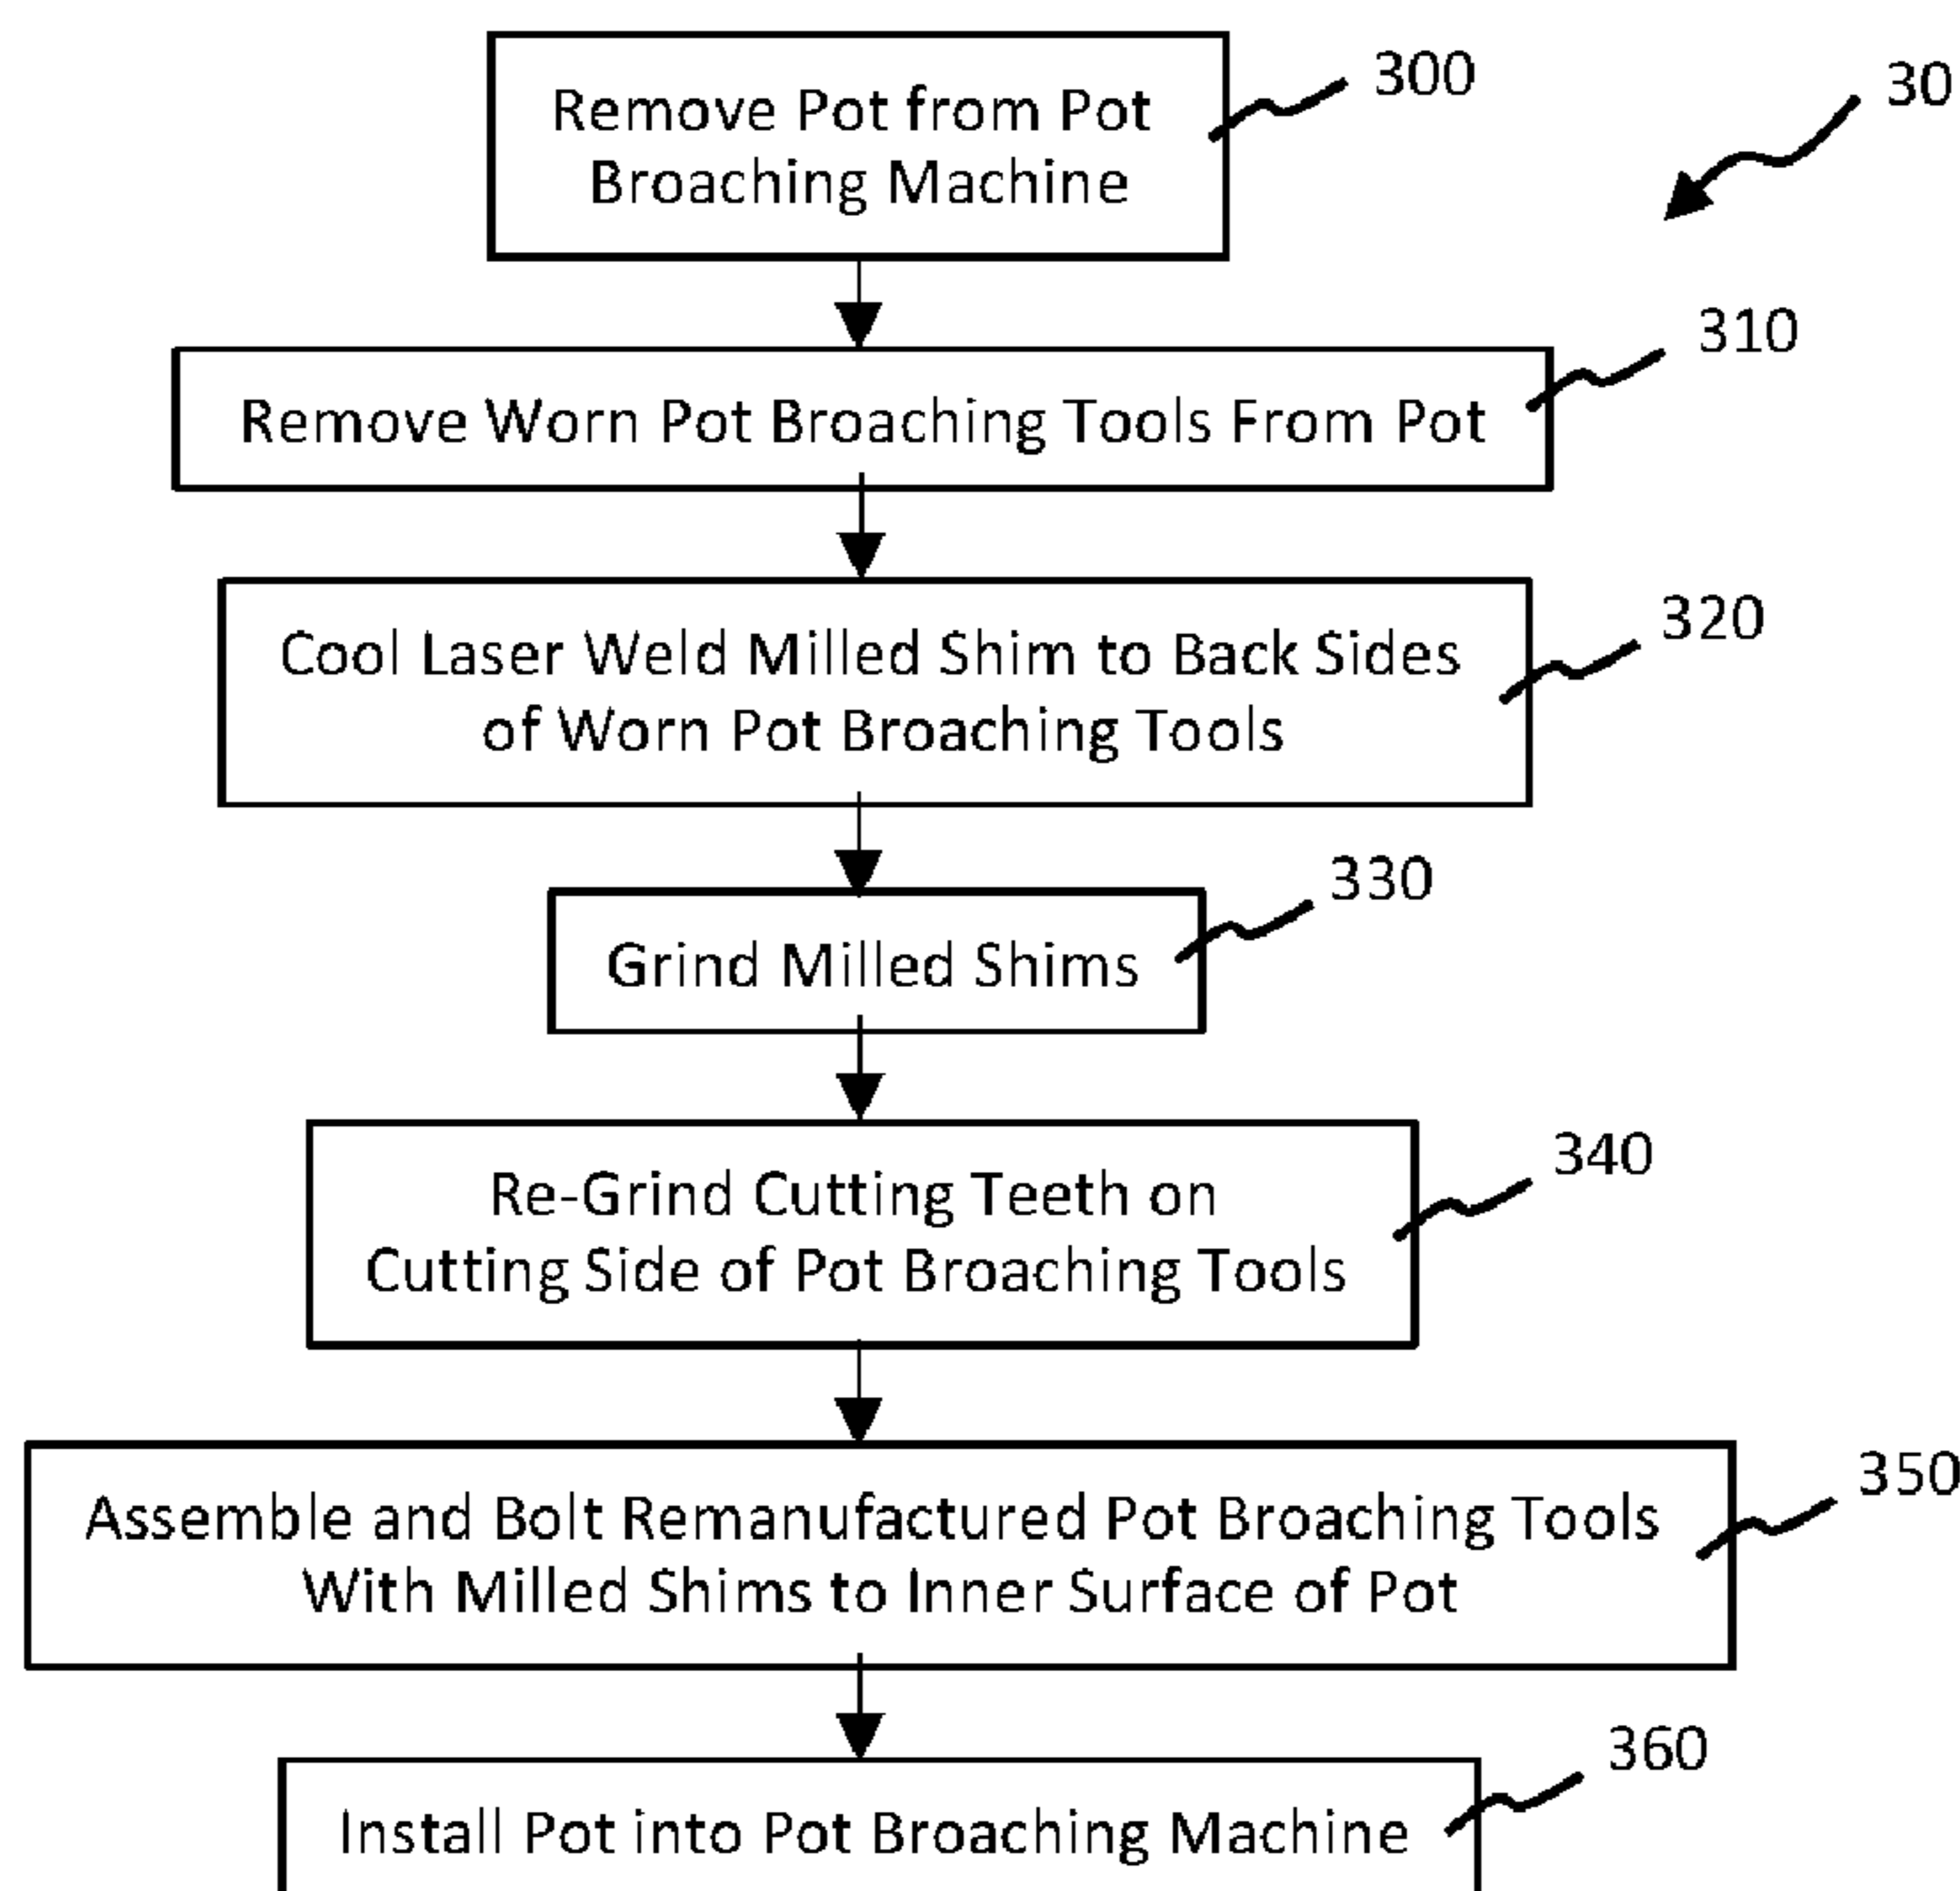 Remove Pot from Pot
Broaching Machine
300
30
Remove Worn Pot Broaching Tools From Pot
310
Cool Laser Weld Milled Shim to Back Sides
of Worn Pot Broaching Tools
320
Grind Milled Shims
330
Re-Grind Cutting Teeth on
Cutting Side of Pot Broaching Tools
340
Assemble and Bolt Remanufactured Pot Broaching Tools
With Milled Shims to Inner Surface of Pot
350
Install Pot into Pot Broaching Machine
360